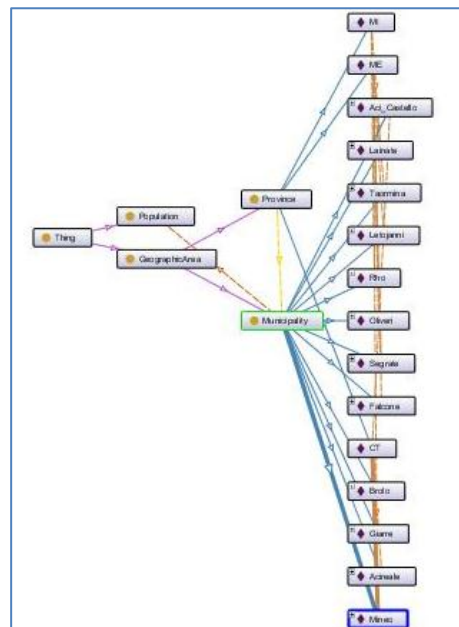 MI
ME
Aci_Castello
Lainate
Population
Province
Taormina
Thing
GeographicArea
Letojanni
Rho
Municipality
Oliveri
Segrate
Falcone
CT
Brolo
Giarre
Acireale
Mineo